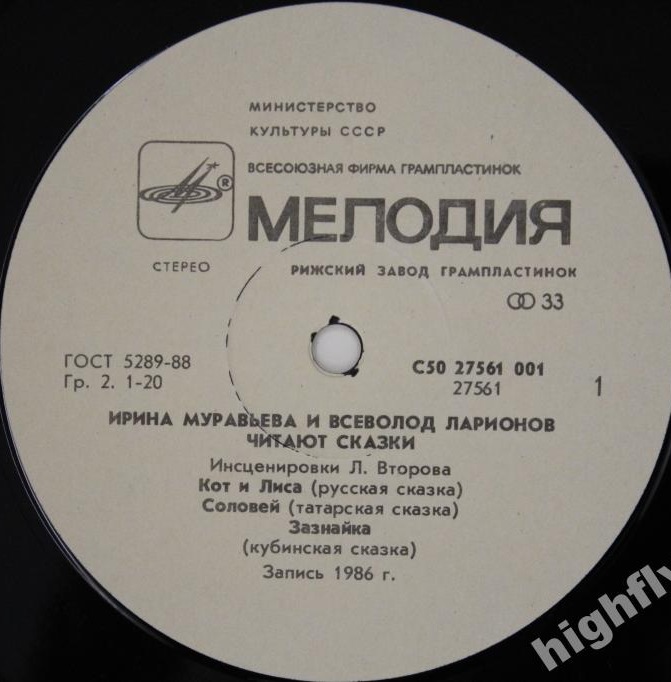 МИНИСТЕРСТВО
КУЛЬТУРЫ СССР
ВСЕСОЮЗНАЯ ФИРМА ГРАМПЛАСТИНОК
®
МЕЛОДИЯ
СТЕРЕО
РИЖСКИЙ ЗАВОД ГРАМПЛАСТИНОК
33
ГОСТ 5289-88
Гр. 2. 1-20
С50 27561 001
27561
1
ИРИНА МУРАВЬЕВА И ВСЕВОЛОД ЛАРИОНОВ
ЧИТАЮТ СКАЗКИ
Инсценировки Л. Второва
Кот и Лиса (русская сказка)
Соловей (татарская сказка)
Зазнайка
(кубинская сказка)
Запись 1986 г.
highfly